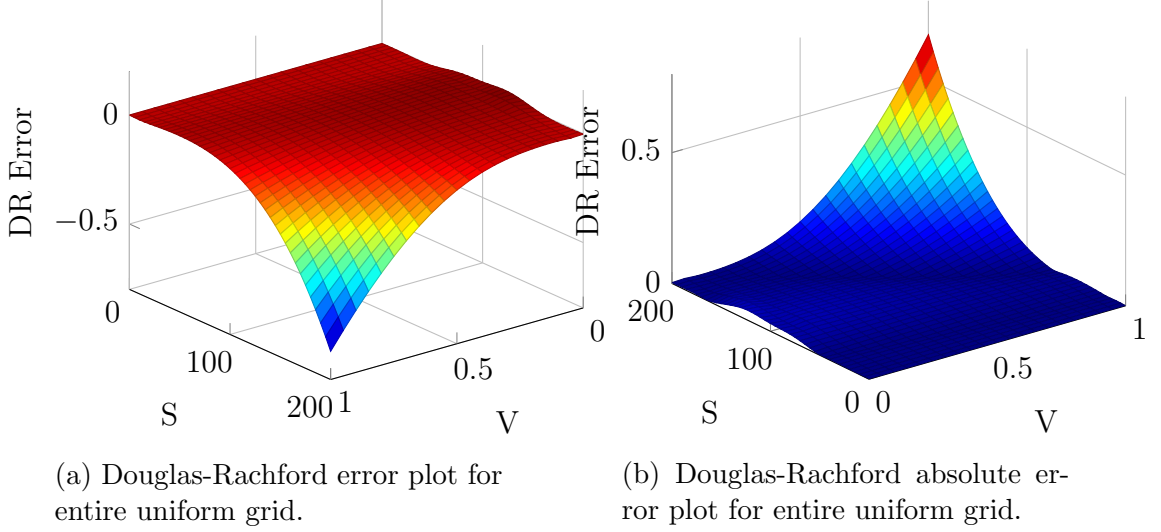 0
−0.5
DR Error
0
100
200
S
1
0.5
0
V
0.5
0
DR Error
200
100
0
S
0
0.5
1
V
(a) Douglas-Rachford error plot for
entire uniform grid.
(b) Douglas-Rachford absolute er-
ror plot for entire uniform grid.